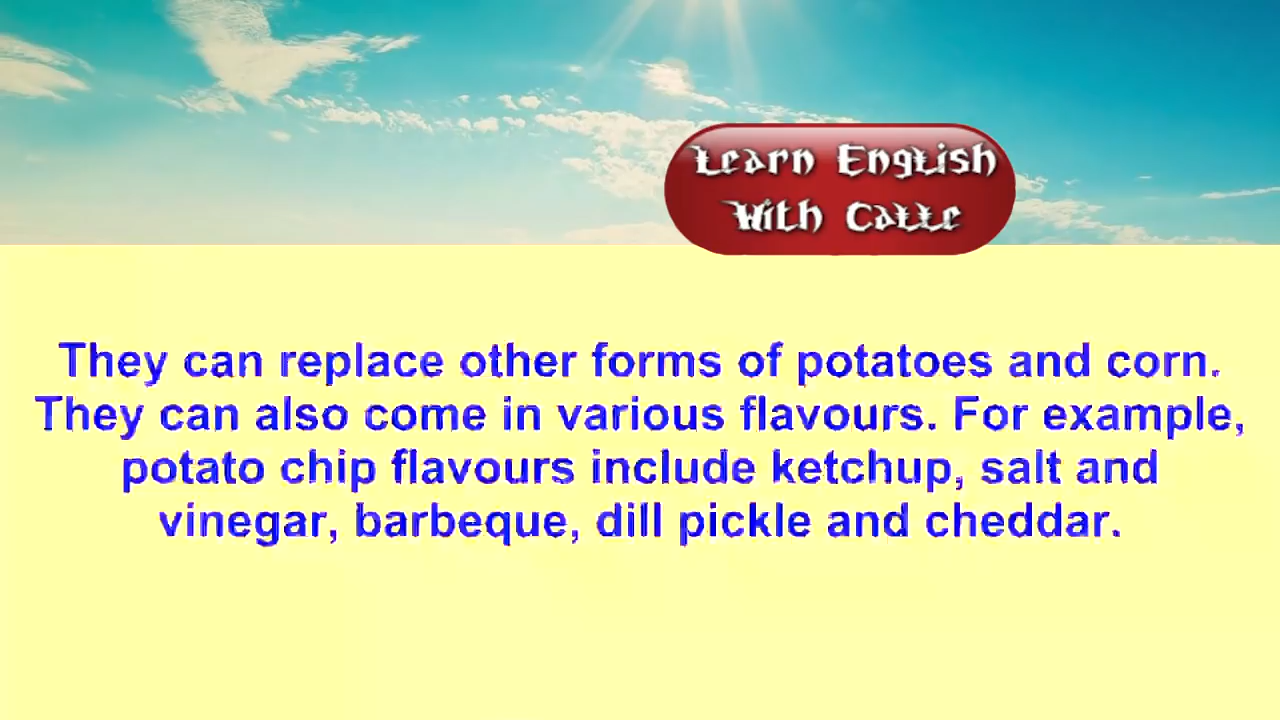 Learn English
With Catte
They can replace other forms of potatoes and corn.
They can also come in various flavours. For example,
potato chip flavours include ketchup, salt and
vinegar, barbeque, dill pickle and cheddar.